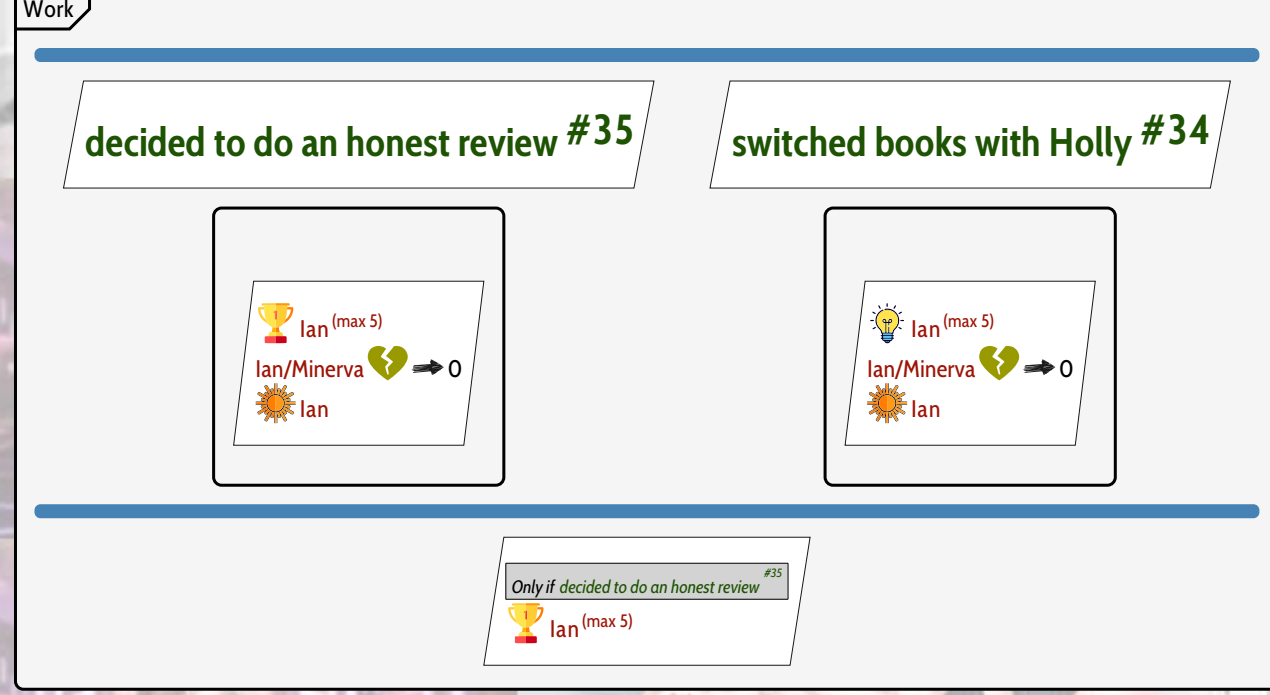 Work
decided to do an honest review #35
1
Ian (max 5)
Ian/Minerva 0
Ian
switched books with Holly #34
Ian (max 5)
Ian/Minerva 0
Ian
Only if decided to do an honest review #35
1
Ian (max 5)